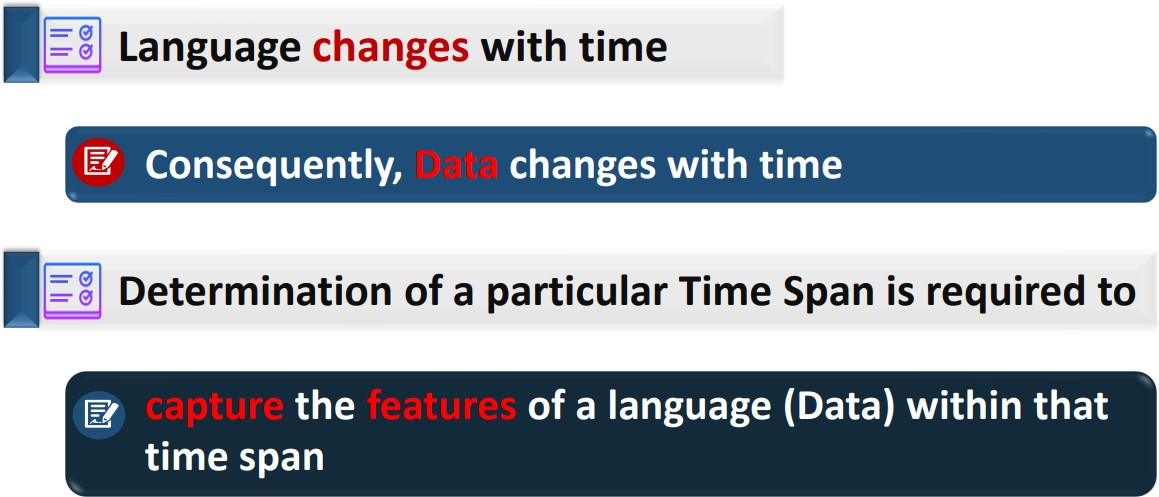 Language changes with time
Consequently, Data changes with time
Determination of a particular Time Span is required to
capture the features of a language (Data) within that
time span